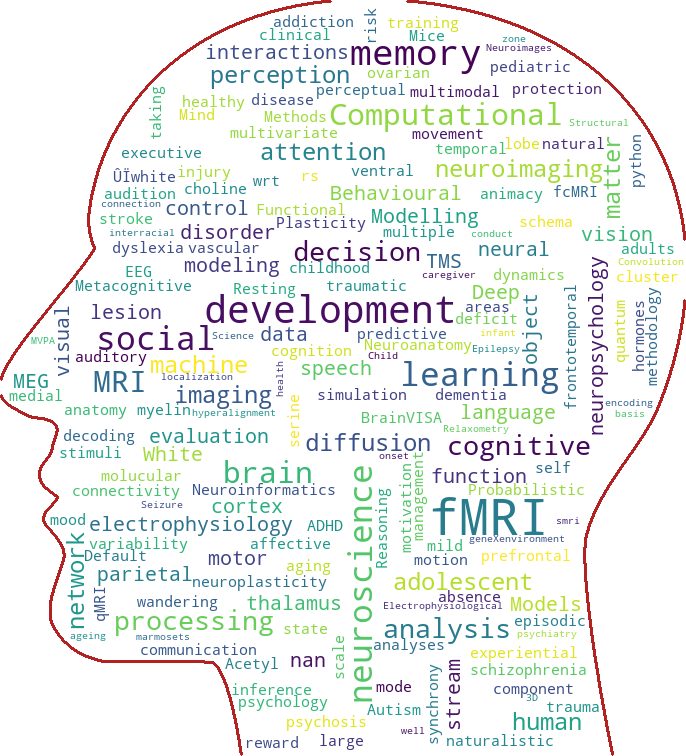 addiction
risk
training
clinical
Mice
zone
interactions
memory
Neuroimages
perception
ovarian
pediatric
perceptual
multimodal
protection
taking
healthy
disease
Mind
Methods
Computational
Structural
multivariate
movement
executive
attention
temporal
lobe
natural
python
ÛÏwhite
injury
wrt
rs
ventral
neuroimaging
matter
audition
choline
Behavioural
animacy
fcMRI
connection
control
Functional
Modelling
schema
stroke
Plasticity
interracial
disorder
multiple
conduct
vision
dyslexia
vascular
decision
neural
adults
modeling
childhood
TMS
Convolution
EEG
caregiver
dynamics
cluster
Metacognitive
Resting
traumatic
Deep
lesion
development
areas
object
frontotemporal
neuropsychology
quantum
hormones
methodology
deficit
visual
social
Science
data
predictive
infant
MVPA
cognition
Neuroanatomy
Epilepsy
auditory
machine
Child
speech
MEG
MRI
localization
health
learning
medial
imaging
simulation
dementia
encoding
anatomy
myelin
hyperalignment
serine
BrainVISA
language
basis
Relaxometry
decoding
evaluation
diffusion
cognitive
stimuli
White
onset
molucular
brain
function
self
connectivity
Neuroinformatics
neuroscience
Reasoning
motivation
management
Probabilistic
Seizure
cortex
fMRI
smri
mood
electrophysiology
ADHD
geneXenvironment
network
variability
affective
mild
Default
motor
motion
prefrontal
parietal
aging
neuroplasticity
adolescent
qMRI
absence
wandering
thalamus
Electrophysiological
Models
processing
state
analysis
episodic
ageing
marmosets
psychiatry
communication
scale
analyses
experiential
Acetyl
nan
synchrony
stream
schizophrenia
inference
mode
component
psychology
3D
Autism
trauma
psychosis
human
well
reward
large
naturalistic